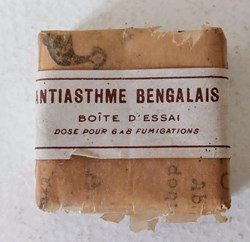 ANTIASTHME BENGALAIS
BOÎTE D'ESSAI
DOSE POUR 6 A 8 FUMIGATIONS